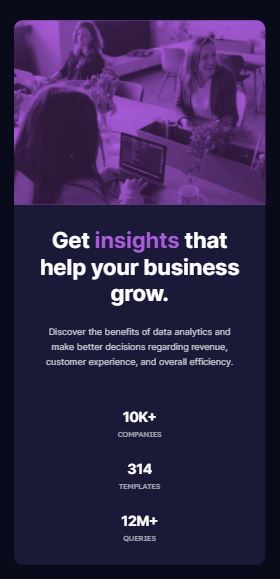 Get insights that
help your business
grow.
Discover the benefits of data analytics and
make better decisions regarding revenue,
customer experience, and overall efficiency.
10K+
COMPANIES
314
TEMPLATES
12M+
QUERIES